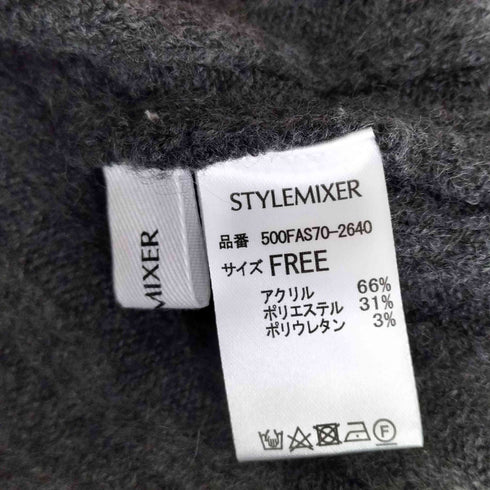 STYLEMIXER
品番 500FAS70-2640
サイズ FREE
アクリル 66%
ポリエステル 31%
ポリウレタン 3%
F
MIXER